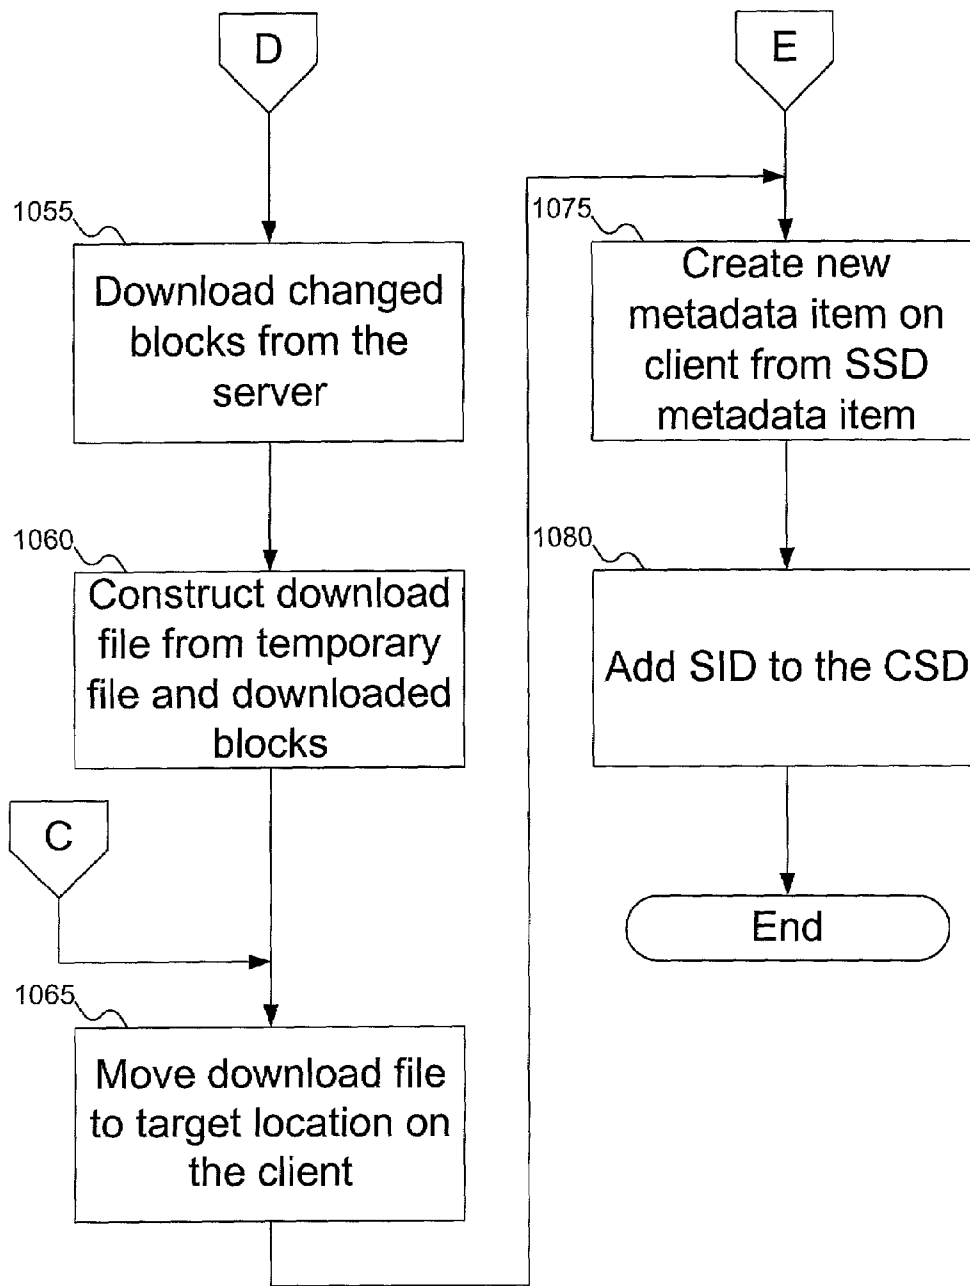 D
1055
Download changed
blocks from the
server
1060
Construct download
file from temporary
file and downloaded
blocks
C
1065
Move download file
to target location on
the client
E
1075
Create new
metadata item on
client from SSD
metadata item
1080
Add SID to the CSD
End